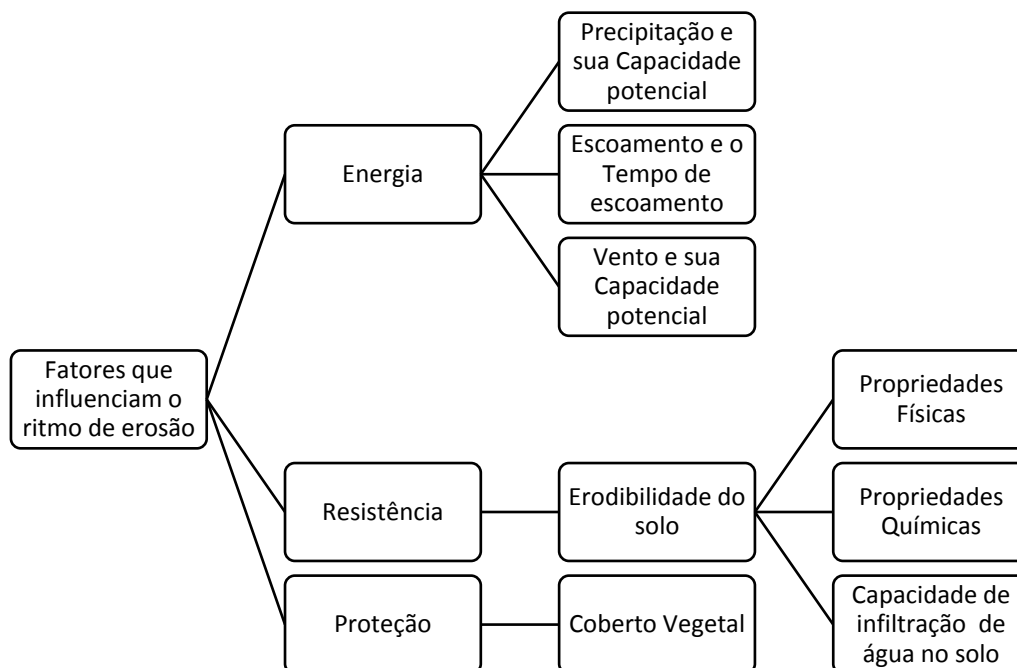 Precipitação e
sua Capacidade
potencial
Energia
Escoamento e o
Tempo de
escoamento
Vento e sua
Capacidade
potencial
Fatores que
influenciam o
ritmo de erosão
Resistência
Erodibilidade do
solo
Propriedades
Físicas
Propriedades
Químicas
Capacidade de
infiltração de
água no solo
Proteção
Coberto Vegetal